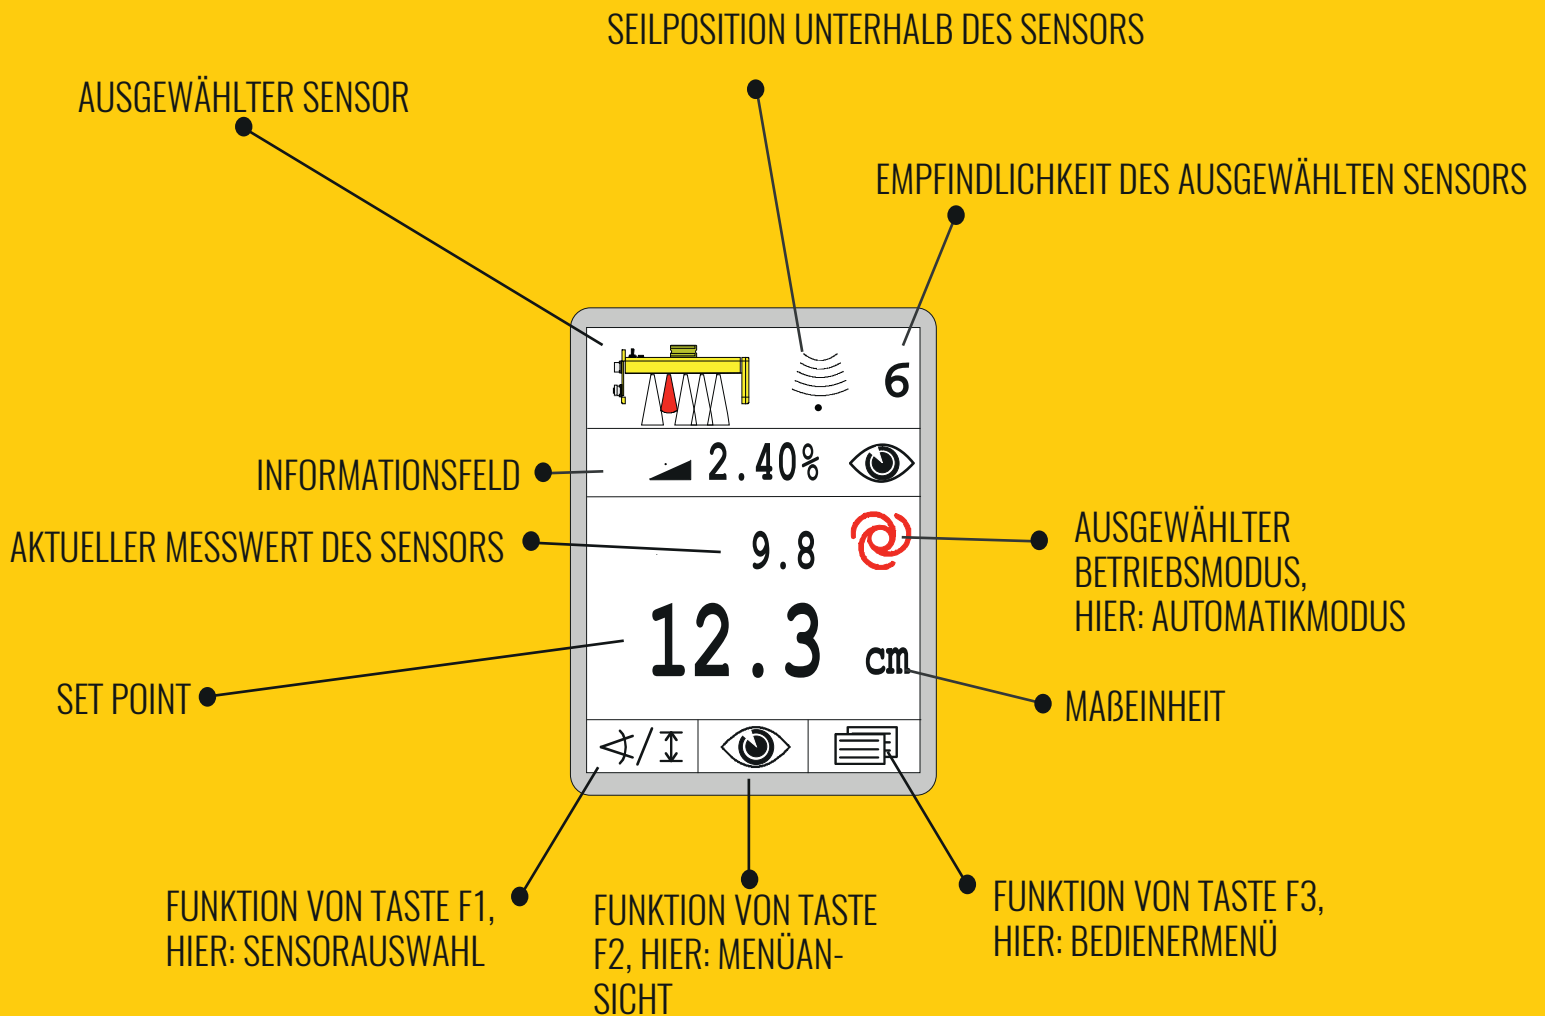 SEILPOSITION UNTERHALB DES SENSORS
AUSGEWÄHLTER SENSOR
EMPFINDLICHKEIT DES AUSGEWÄHLTEN SENSORS
6
INFORMATIONSFELD
2.40%
AKTUELLER MESSWERT DES SENSORS
9.8
AUSGEWÄHLTER
BETRIEBSMODUS,
HIER: AUTOMATIKMODUS
12.3
cm
SET POINT
MAßEINHEIT
FUNKTION VON TASTE F1,
HIER: SENSORAUSWAHL
FUNKTION VON TASTE
F2, HIER: MENÜAN-
SICHT
FUNKTION VON TASTE F3,
HIER: BEDIENERMENÜ